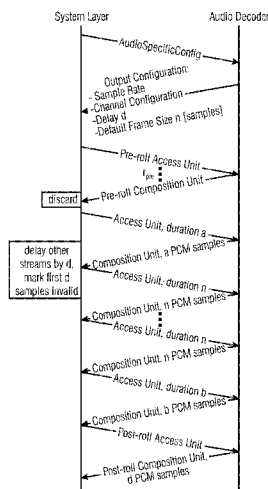 System Layer
Audio Decoder
AudioSpecificConfig
Output Configuration:
- Sample Rate
- Channel Configuration
- Delay d
- Default Frame Size n [samples]
Pre-roll Access Unit
r_pre
Pre-roll Composition Unit
discard
Access Unit, duration a
delay other
streams by d,
mark first d
samples invalid
Composition Unit, a PCM samples
Access Unit, duration n
Composition Unit, n PCM samples
Access Unit, duration n
Composition Unit, n PCM samples
Access Unit, duration b
Composition Unit, b PCM samples
Post-roll Access Unit
Post-roll Composition Unit,
d PCM samples